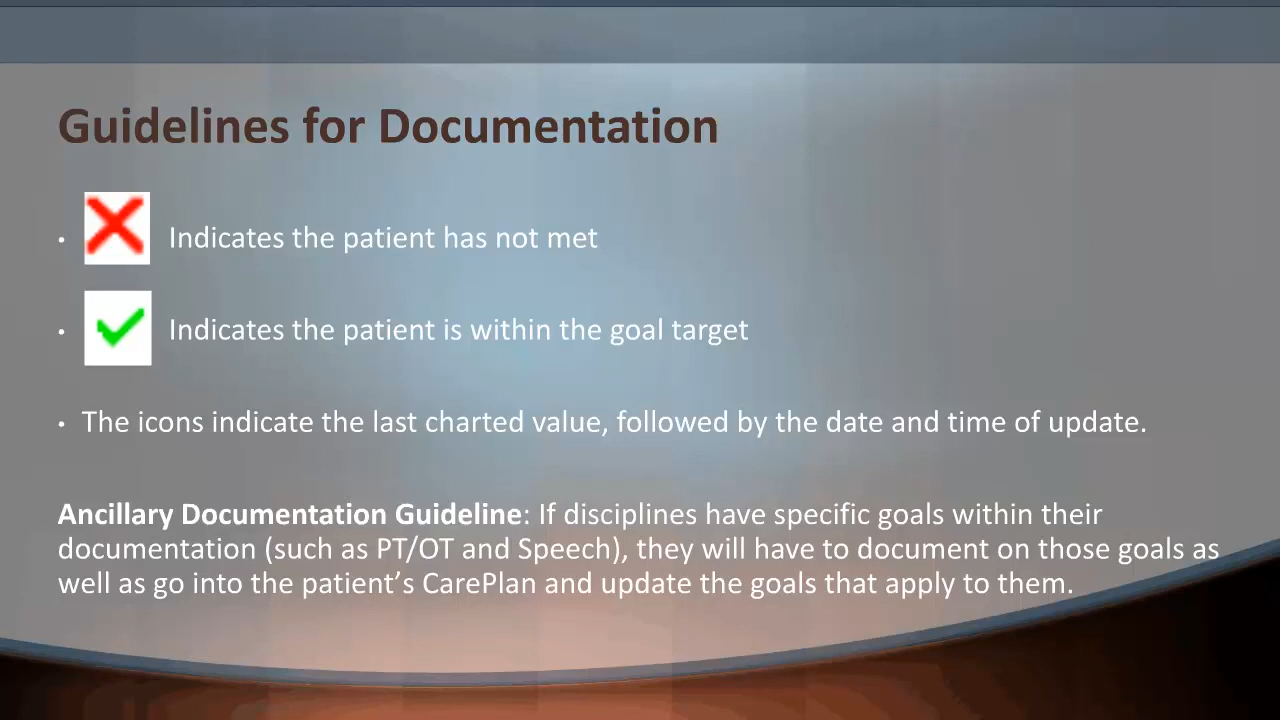 Guidelines for Documentation
• Indicates the patient has not met
• Indicates the patient is within the goal target
• The icons indicate the last charted value, followed by the date and time of update.
Ancillary Documentation Guideline: If disciplines have specific goals within their
documentation (such as PT/OT and Speech), they will have to document on those goals as
well as go into the patient’s CarePlan and update the goals that apply to them.